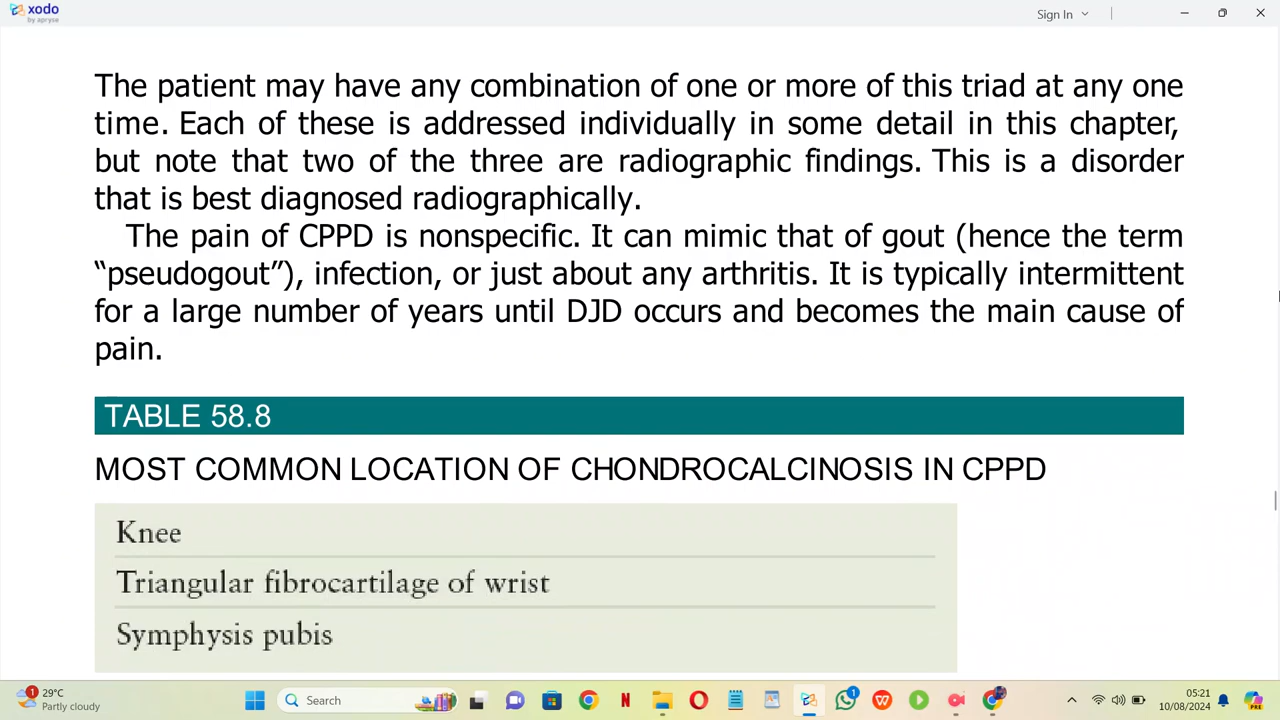 xodo
by apryse
Sign In
The patient may have any combination of one or more of this triad at any one
time. Each of these is addressed individually in some detail in this chapter,
but note that two of the three are radiographic findings. This is a disorder
that is best diagnosed radiographically.
The pain of CPPD is nonspecific. It can mimic that of gout (hence the term
“pseudogout”), infection, or just about any arthritis. It is typically intermittent
for a large number of years until DJD occurs and becomes the main cause of
pain.
TABLE 58.8
MOST COMMON LOCATION OF CHONDROCALCINOSIS IN CPPD
Knee
Triangular fibrocartilage of wrist
Symphysis pubis
1
29°C
Partly cloudy
Search
N
1
W
05:21
10/08/2024
PRE